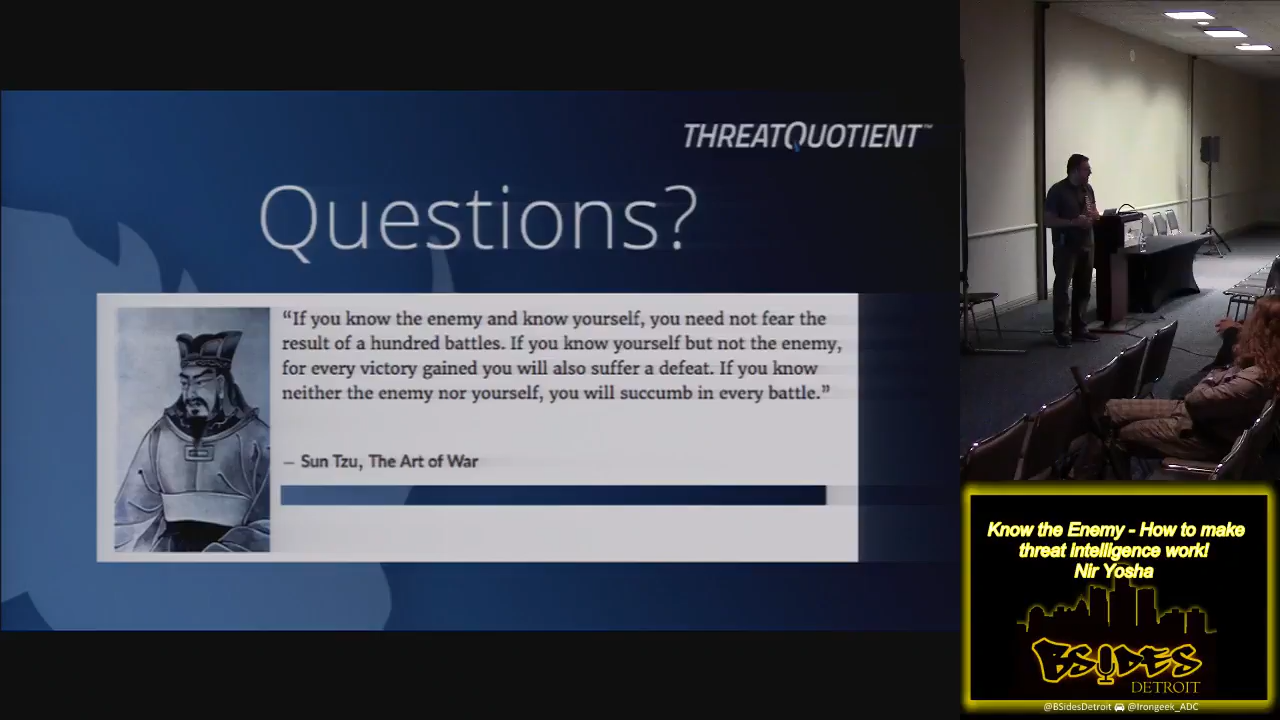 THREATQUOTIENT™
Questions?
“If you know the enemy and know yourself, you need not fear the
result of a hundred battles. If you know yourself but not the enemy,
for every victory gained you will also suffer a defeat. If you know
neither the enemy nor yourself, you will succumb in every battle.”
– Sun Tzu, The Art of War
Know the Enemy - How to make
threat intelligence work!
Nir Yosha
BSIDES
DETROIT
@BSidesDetroit @Irongeek_ADC